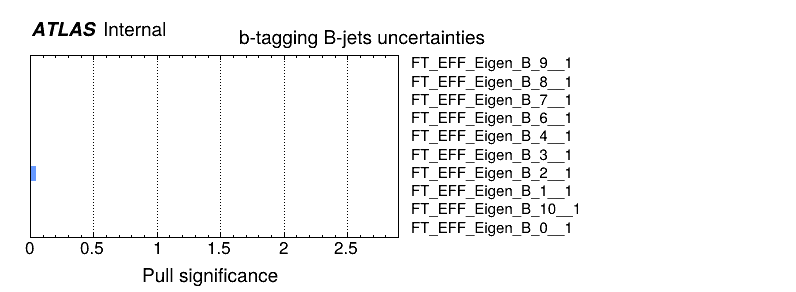 ATLAS Internal
b-tagging B-jets uncertainties
FT_EFF_Eigen_B_9__1
FT_EFF_Eigen_B_8__1
FT_EFF_Eigen_B_7__1
FT_EFF_Eigen_B_6__1
FT_EFF_Eigen_B_4__1
FT_EFF_Eigen_B_3__1
FT_EFF_Eigen_B_2__1
FT_EFF_Eigen_B_1__1
FT_EFF_Eigen_B_10__1
FT_EFF_Eigen_B_0__1
0 0.5 1 1.5 2 2.5
Pull significance